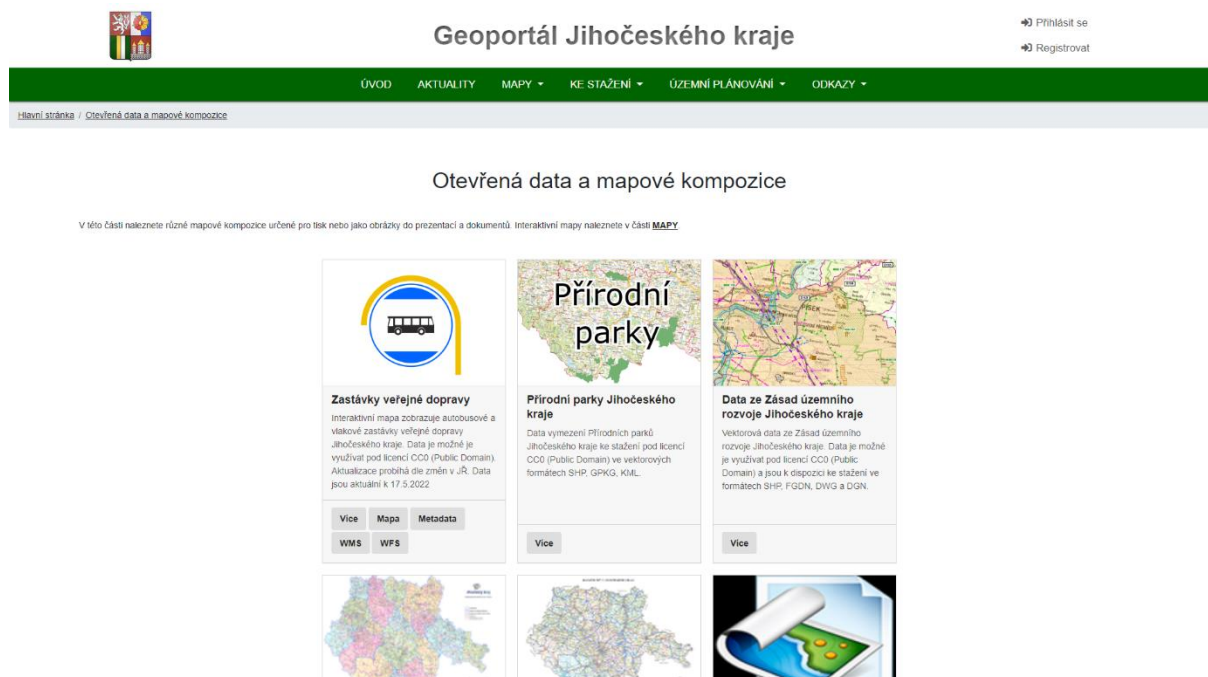 Geoportál Jihočeského kraje
Přihlásit se
Registrovat
ÚVOD AKTUALITY MAPY KE STAŽENÍ ÚZEMNÍ PLÁNOVÁNÍ ODKAZY
Hlavní stránka / Otevřená data a mapové kompozice
Otevřená data a mapové kompozice
V této části naleznete různé mapové kompozice určené pro tisk nebo jako obrázky do prezentací a dokumentů. Interaktivní mapy naleznete v části MAPY
Přírodní
parky
PÍSEK
Zastávky veřejné dopravy
Interaktivní mapa zobrazuje autobusové a
vlakové zastávky veřejné dopravy
Jihočeského kraje. Data je možné je
využívat pod licencí CC0 (Public Domain).
Aktualizace probíhá dle změn v JŘ. Data
jsou aktuální k 17.5.2022
Více Mapa Metadata
WMS WFS
Přírodní parky Jihočeského
kraje
Data vymezení Přírodních parků
Jihočeského kraje ke stažení pod licencí
CC0 (Public Domain) ve vektorových
formátech SHP, GPKG, KML.
Více
Data ze Zásad územního
rozvoje Jihočeského kraje
Vektorová data ze Zásad územního
rozvoje Jihočeského kraje. Data je možné
je využívat pod licencí CC0 (Public
Domain) a jsou k dispozici ke stažení ve
formátech SHP, FGDN, DWG a DGN.
Více